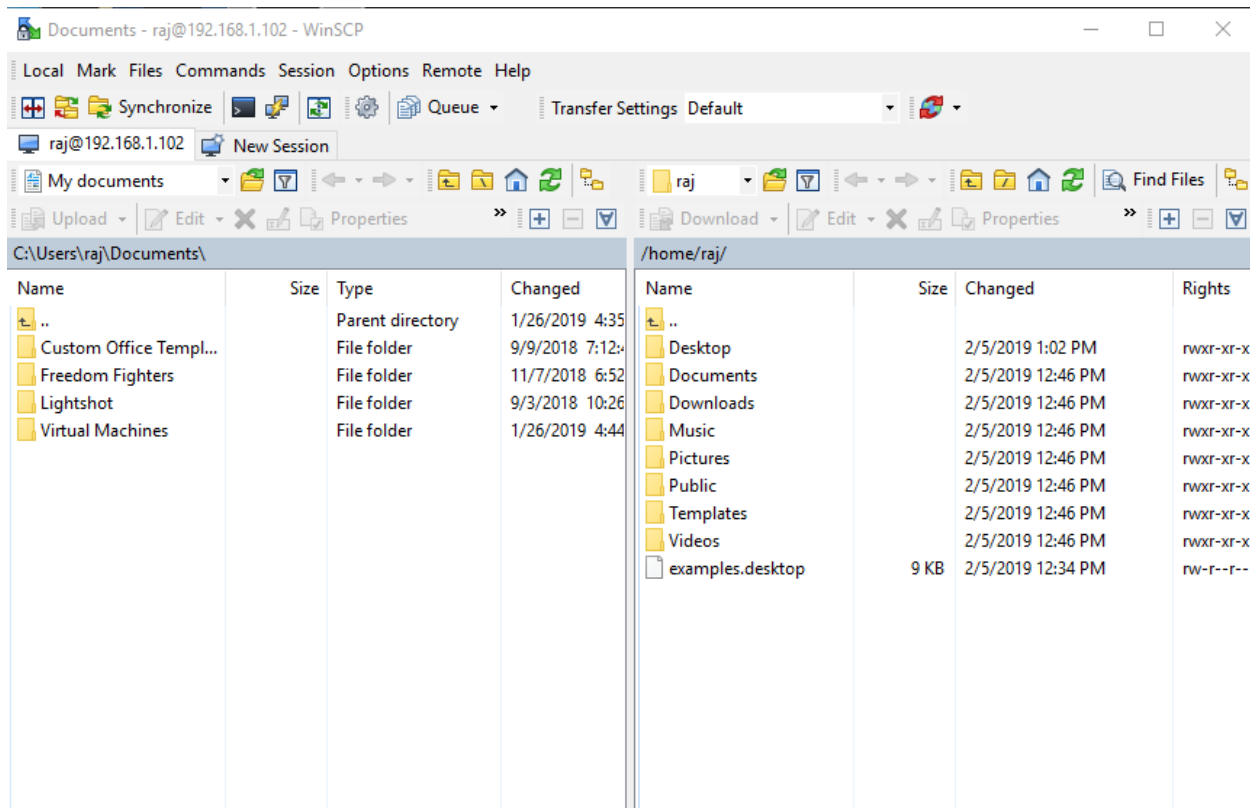 Documents - raj@192.168.1.102 - WinSCP
Local Mark Files Commands Session Options Remote Help
Synchronize Queue Transfer Settings Default
raj@192.168.1.102 New Session
My documents raj Find Files
Upload Edit Properties » Download Edit Properties »
C:\Users\raj\Documents\ /home/raj/
Name Size Type Changed Name Size Changed Rights
.. Parent directory 1/26/2019 4:35 ..
Custom Office Templ... File folder 9/9/2018 7:12: Desktop 2/5/2019 1:02 PM rwxr-xr-x
Freedom Fighters File folder 11/7/2018 6:52 Documents 2/5/2019 12:46 PM rwxr-xr-x
Lightshot File folder 9/3/2018 10:26 Downloads 2/5/2019 12:46 PM rwxr-xr-x
Virtual Machines File folder 1/26/2019 4:44 Music 2/5/2019 12:46 PM rwxr-xr-x
Pictures 2/5/2019 12:46 PM rwxr-xr-x
Public 2/5/2019 12:46 PM rwxr-xr-x
Templates 2/5/2019 12:46 PM rwxr-xr-x
Videos 2/5/2019 12:46 PM rwxr-xr-x
examples.desktop 9 KB 2/5/2019 12:34 PM rw-r--r--